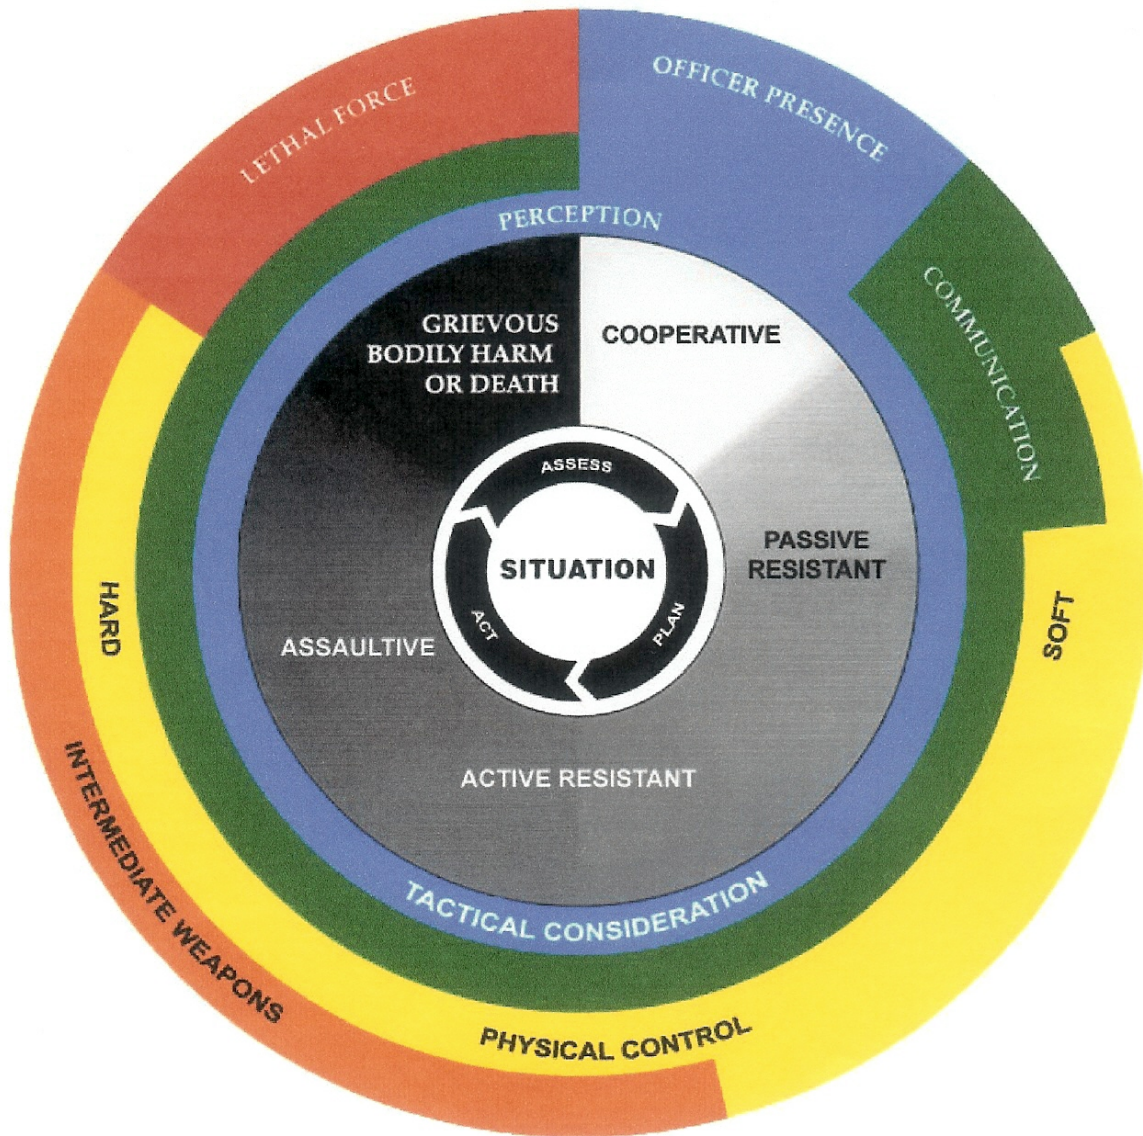 LETHAL FORCE
OFFICER PRESENCE
PERCEPTION
COMMUNICATION
GRIEVOUS
BODILY HARM
OR DEATH
COOPERATIVE
ASSESS
SITUATION
PLAN
ACT
PASSIVE
RESISTANT
ASSAULTIVE
ACTIVE RESISTANT
HARD
SOFT
TACTICAL CONSIDERATION
INTERMEDIATE WEAPONS
PHYSICAL CONTROL